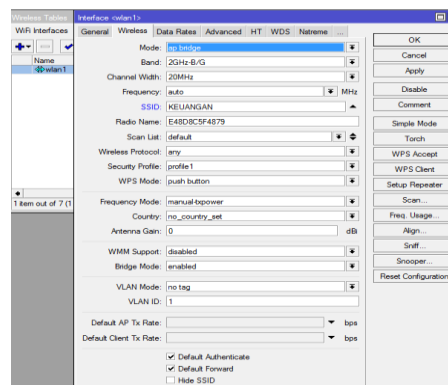 Wireless Tables
Interface <wlan1>
WiFi Interfaces
General Wireless Data Rates Advanced HT WDS Nstreme ...
Name
wlan1
1 item out of 7 (1
Mode: ap bridge
Band: 2GHz-B/G
Channel Width: 20MHz
Frequency: auto MHz
SSID: KEUANGAN
Radio Name: E48D8C5F4879
Scan List: default
Wireless Protocol: any
Security Profile: profile1
WPS Mode: push button
Frequency Mode: manual-txpower
Country: no_country_set
Antenna Gain: 0 dBi
WMM Support: disabled
Bridge Mode: enabled
VLAN Mode: no tag
VLAN ID: 1
Default AP Tx Rate: bps
Default Client Tx Rate: bps
Default Authenticate
Default Forward
Hide SSID
OK
Cancel
Apply
Disable
Comment
Simple Mode
Torch
WPS Accept
WPS Client
Setup Repeater
Scan...
Freq. Usage...
Align...
Sniff...
Snooper...
Reset Configuration